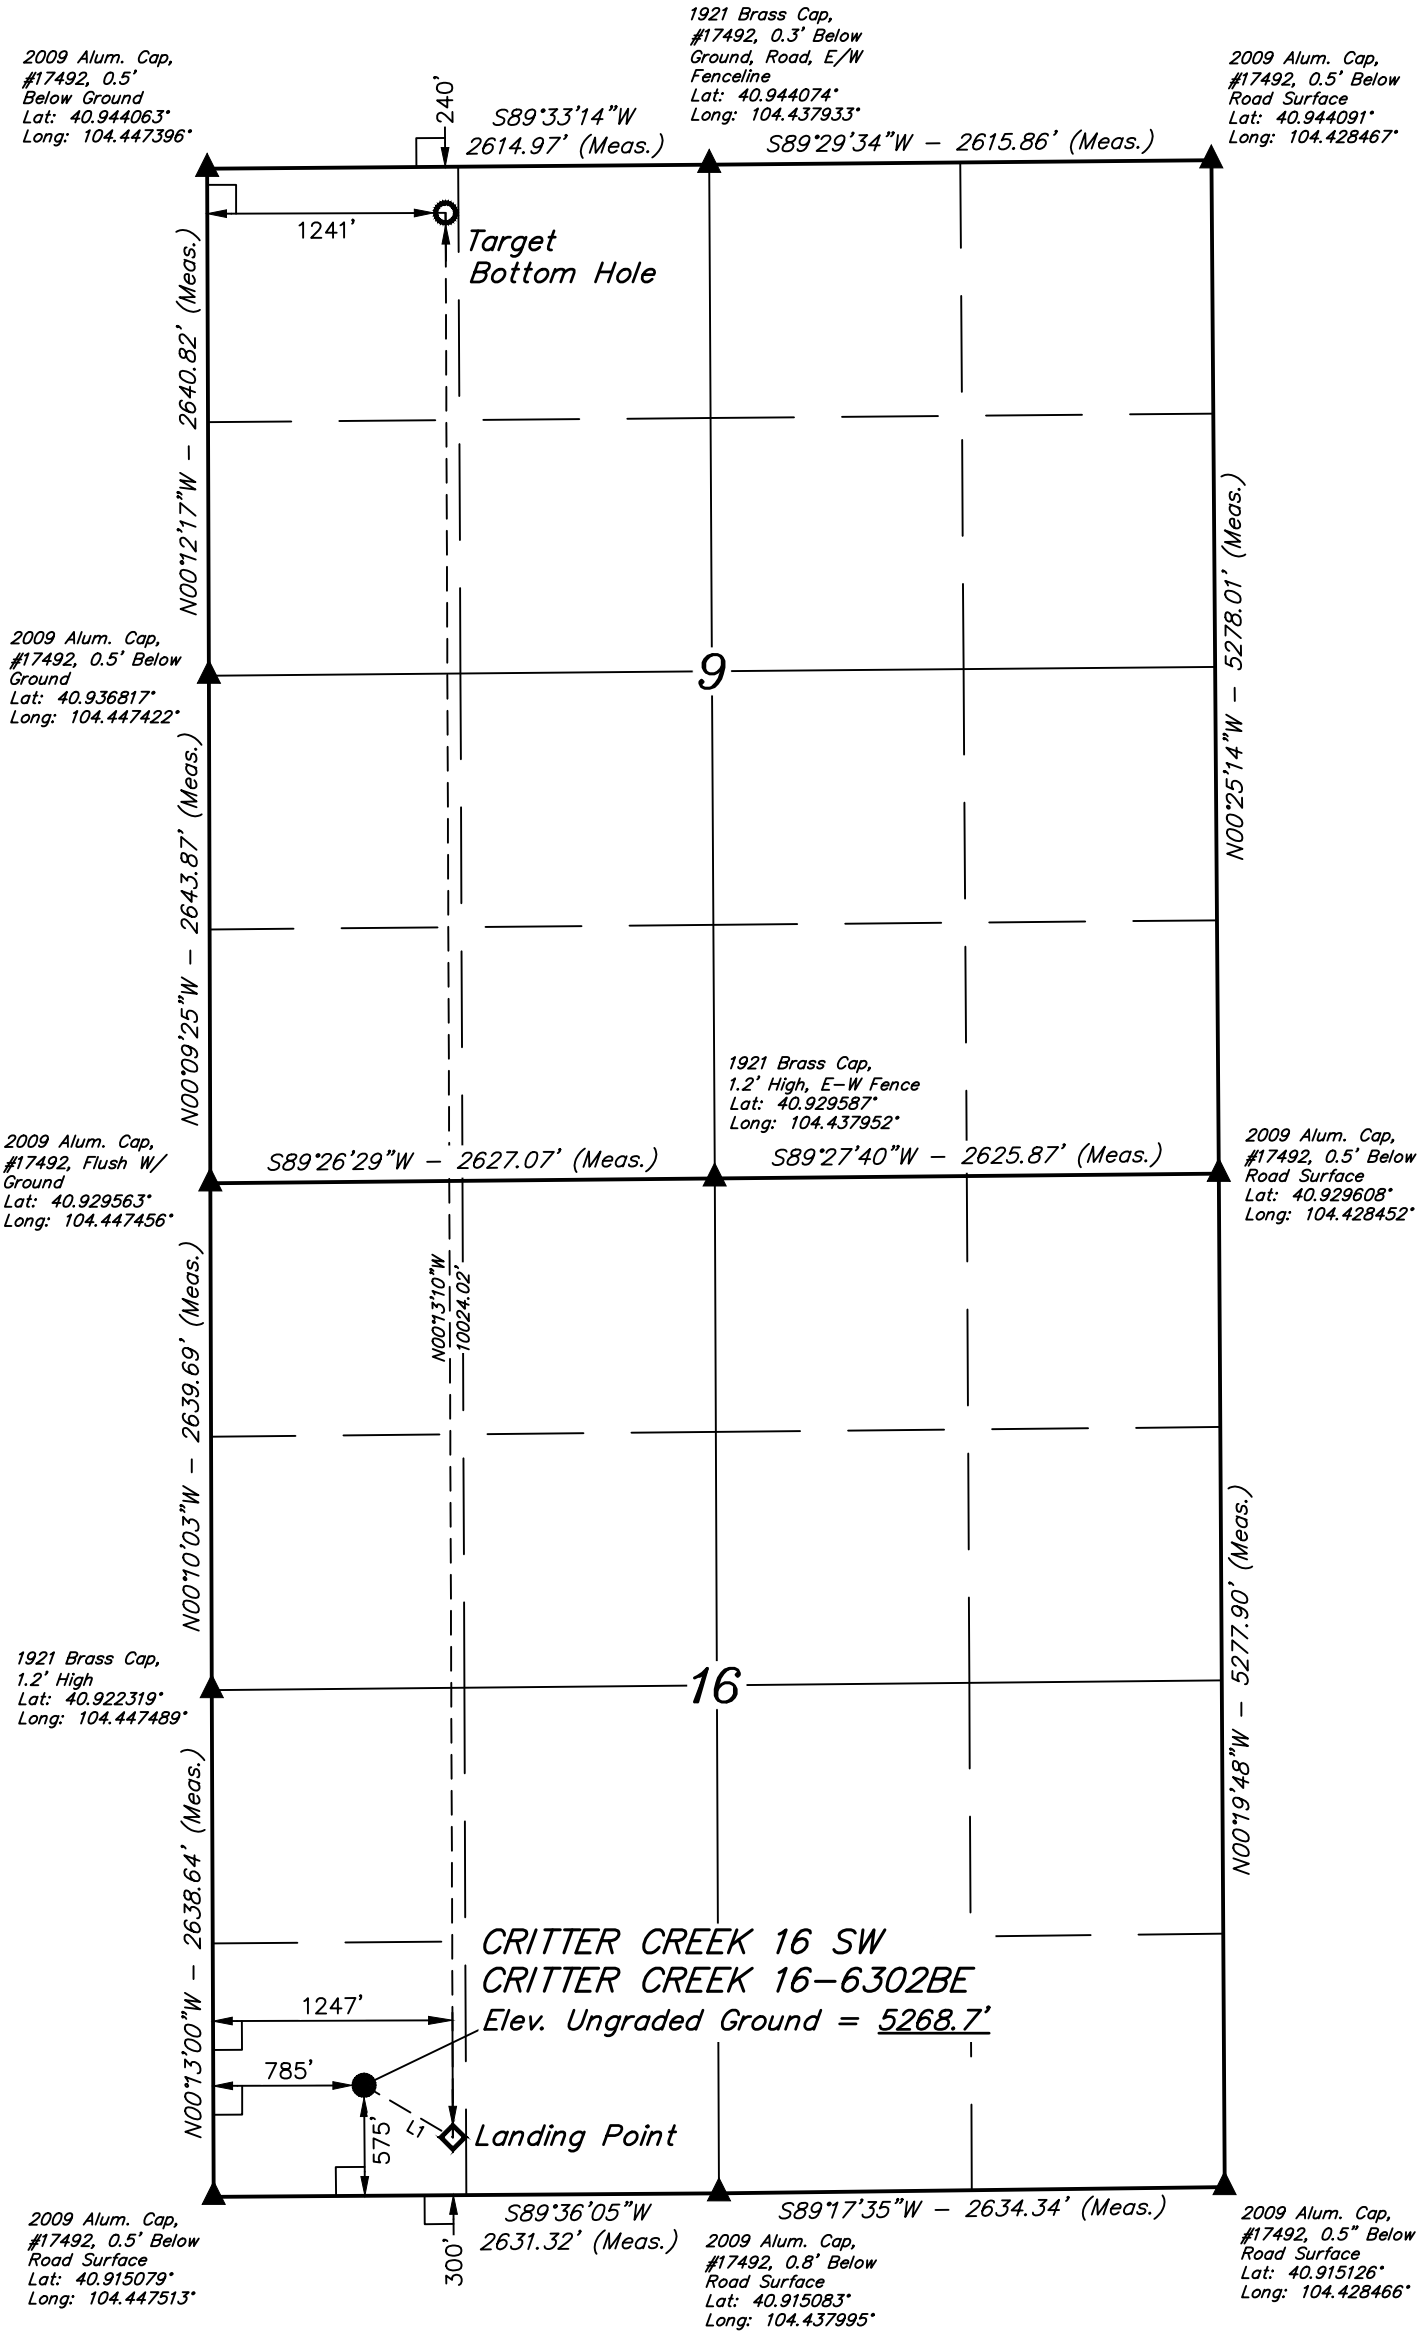 1921 Brass Cap,
#17492, 0.3' Below
Ground, Road, E/W
Fenceline
Lat: 40.944074°
Long: 104.437933°
2009 Alum. Cap,
#17492, 0.5'
Below Ground
Lat: 40.944063°
Long: 104.447396°
2009 Alum. Cap,
#17492, 0.5' Below
Road Surface
Lat: 40.944091°
Long: 104.428467°
240'
S89°33'14"W
2614.97' (Meas.)
S89°29'34"W – 2615.86' (Meas.)
1241'
Target
Bottom Hole
N00°12'17"W – 2640.82' (Meas.)
N00°25'14"W – 5278.01' (Meas.)
2009 Alum. Cap,
#17492, 0.5' Below
Ground
Lat: 40.936817°
Long: 104.447422°
9
N00°09'25"W – 2643.87' (Meas.)
1921 Brass Cap,
1.2' High, E–W Fence
Lat: 40.929587°
Long: 104.437952°
2009 Alum. Cap,
#17492, Flush W/
Ground
Lat: 40.929563°
Long: 104.447456°
S89°26'29"W – 2627.07' (Meas.)
S89°27'40"W – 2625.87' (Meas.)
2009 Alum. Cap,
#17492, 0.5' Below
Road Surface
Lat: 40.929608°
Long: 104.428452°
N00°13'10"W
10024.02'
N00°10'03"W – 2639.69' (Meas.)
N00°19'48"W – 5277.90' (Meas.)
1921 Brass Cap,
1.2' High
Lat: 40.922319°
Long: 104.447489°
16
N00°13'00"W – 2638.64' (Meas.)
CRITTER CREEK 16 SW
CRITTER CREEK 16–6302BE
Elev. Ungraded Ground = 5268.7'
1247'
785'
L1
575'
Landing Point
2009 Alum. Cap,
#17492, 0.5' Below
Road Surface
Lat: 40.915079°
Long: 104.447513°
300'
S89°36'05"W
2631.32' (Meas.)
S89°17'35"W – 2634.34' (Meas.)
2009 Alum. Cap,
#17492, 0.8' Below
Road Surface
Lat: 40.915083°
Long: 104.437995°
2009 Alum. Cap,
#17492, 0.5" Below
Road Surface
Lat: 40.915126°
Long: 104.428466°